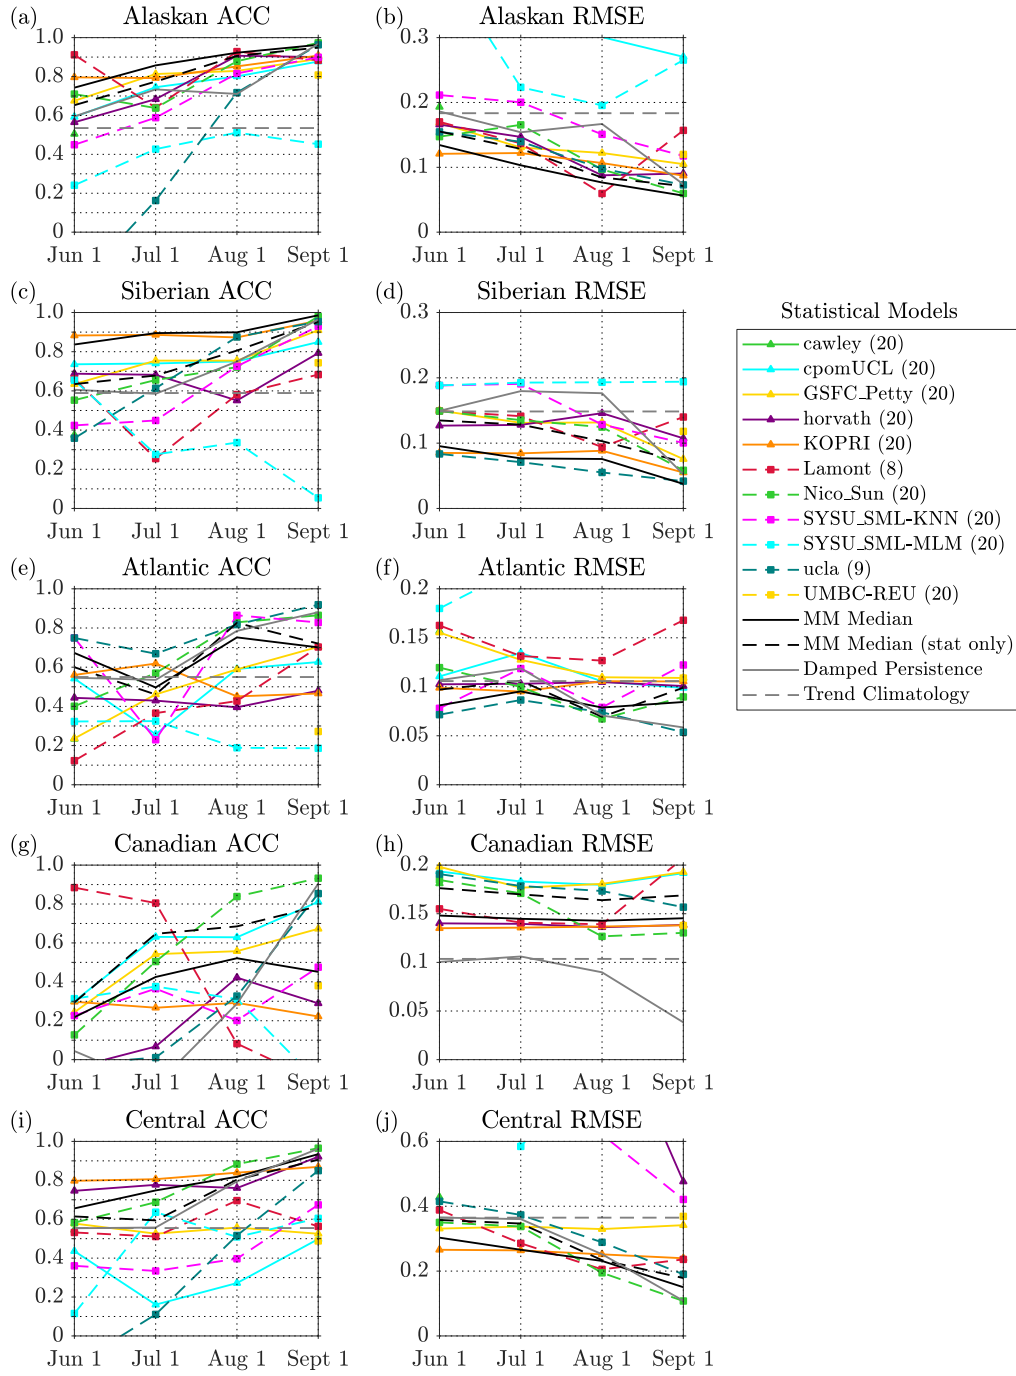 (a) Alaskan ACC
1.0
0.8
0.6
0.4
0.2
0
Jun 1 Jul 1 Aug 1 Sept 1
(b) Alaskan RMSE
0.3
0.2
0.1
0
Jun 1 Jul 1 Aug 1 Sept 1
(c) Siberian ACC
1.0
0.8
0.6
0.4
0.2
0
Jun 1 Jul 1 Aug 1 Sept 1
(d) Siberian RMSE
0.3
0.2
0.1
0
Jun 1 Jul 1 Aug 1 Sept 1
(e) Atlantic ACC
1.0
0.8
0.6
0.4
0.2
0
Jun 1 Jul 1 Aug 1 Sept 1
(f) Atlantic RMSE
0.2
0.15
0.1
0.05
0
Jun 1 Jul 1 Aug 1 Sept 1
(g) Canadian ACC
1.0
0.8
0.6
0.4
0.2
0
Jun 1 Jul 1 Aug 1 Sept 1
(h) Canadian RMSE
0.2
0.15
0.1
0.05
0
Jun 1 Jul 1 Aug 1 Sept 1
(i) Central ACC
1.0
0.8
0.6
0.4
0.2
0
Jun 1 Jul 1 Aug 1 Sept 1
(j) Central RMSE
0.6
0.4
0.2
0
Jun 1 Jul 1 Aug 1 Sept 1
Statistical Models
cawley (20)
cpomUCL (20)
GSFC_Petty (20)
horvath (20)
KOPRI (20)
Lamont (8)
Nico_Sun (20)
SYSU_SML-KNN (20)
SYSU_SML-MLM (20)
ucla (9)
UMBC-REU (20)
MM Median
MM Median (stat only)
Damped Persistence
Trend Climatology